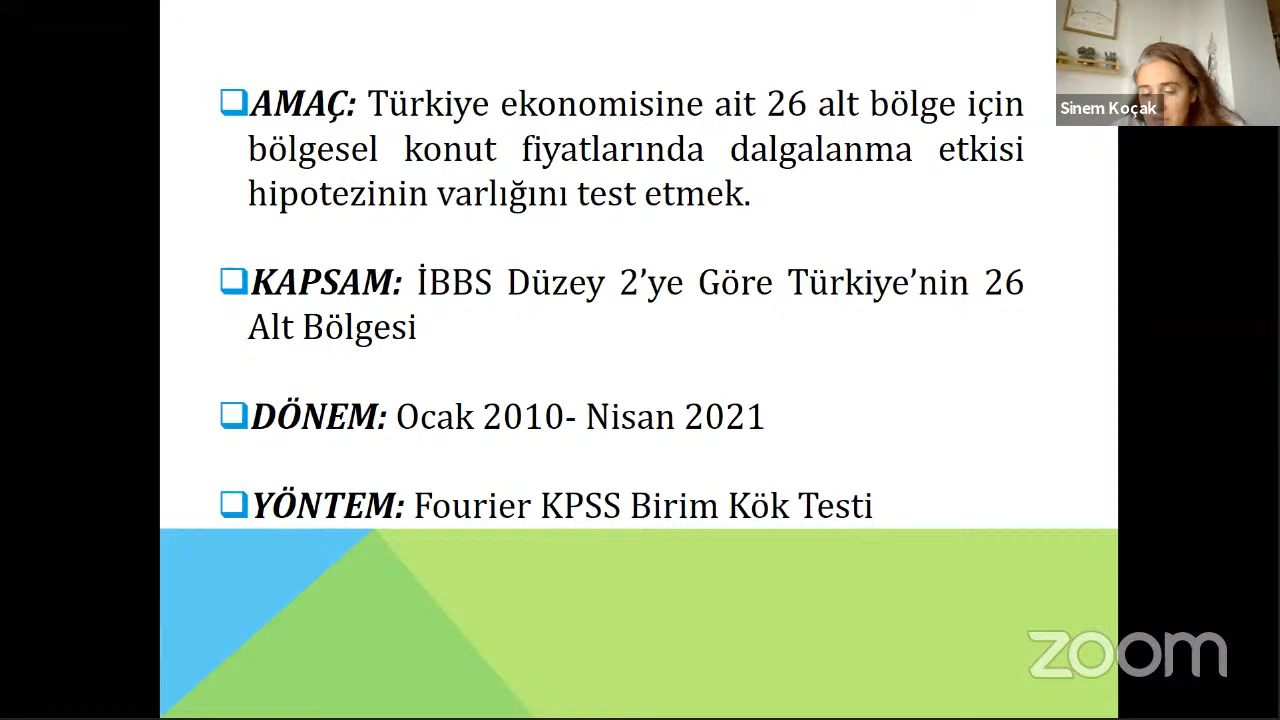 AMAÇ: Türkiye ekonomisine ait 26 alt bölge için
bölgesel konut fiyatlarında dalgalanma etkisi
hipotezinin varlığını test etmek.
KAPSAM: İBBS Düzey 2’ye Göre Türkiye’nin 26
Alt Bölgesi
DÖNEM: Ocak 2010- Nisan 2021
YÖNTEM: Fourier KPSS Birim Kök Testi
Sinem Koçak
zoom